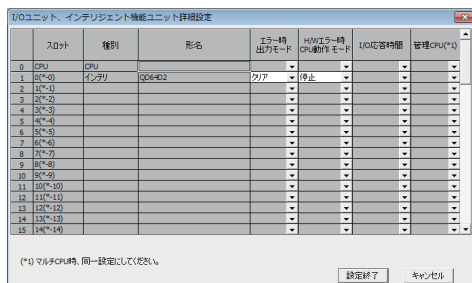 I/Oユニット、インテリジェント機能ユニット詳細設定
スロット 種別 形名 エラー時出力モード H/Wエラー時CPU動作モード I/O応答時間 管理CPU(*1)
0 CPU CPU
1 0(*-0) インテリ QD64D2 クリア 停止
2 1(*-1)
3 2(*-2)
4 3(*-3)
5 4(*-4)
6 5(*-5)
7 6(*-6)
8 7(*-7)
9 8(*-8)
10 9(*-9)
11 10(*-10)
12 11(*-11)
13 12(*-12)
14 13(*-13)
15 14(*-14)
(*1) マルチCPU時、同一設定にしてください。
設定終了 キャンセル